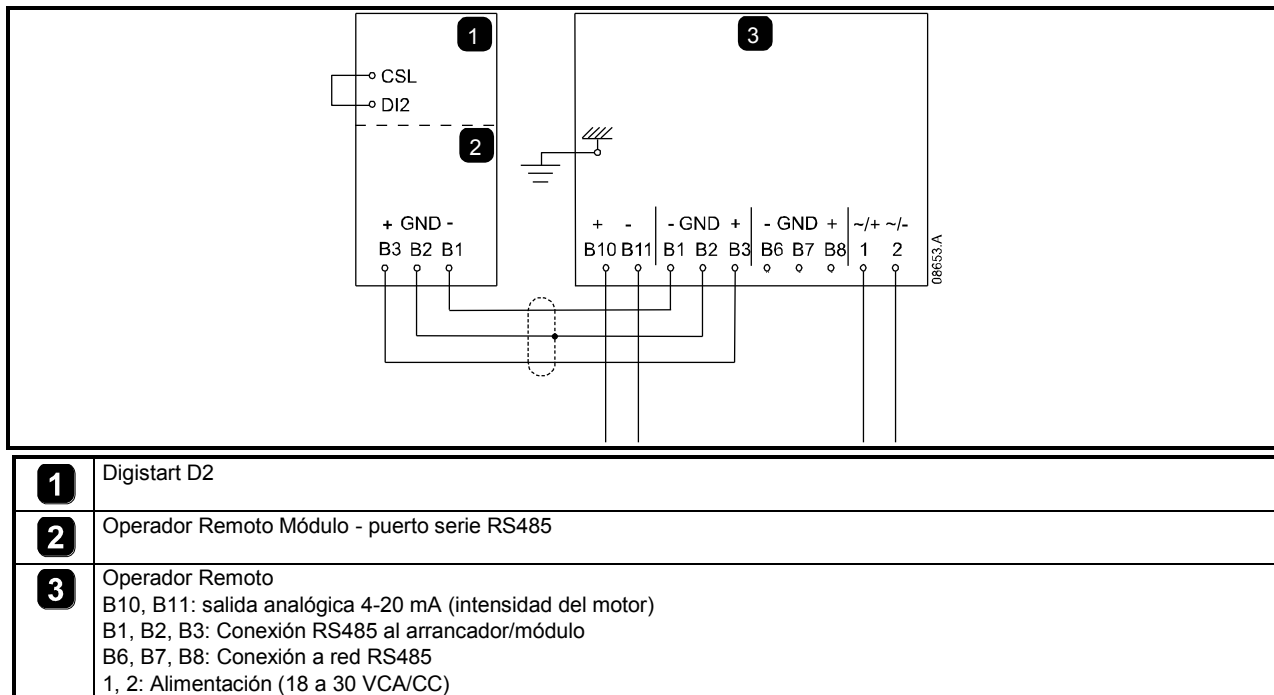 1 3
CSL
DI2
2
+ GND - + - - GND + - GND + ~/+ ~/-
B3 B2 B1 B10 B11 B1 B2 B3 B6 B7 B8 1 2
08653.A
1 Digistart D2
2 Operador Remoto Módulo - puerto serie RS485
3 Operador Remoto
B10, B11: salida analógica 4-20 mA (intensidad del motor)
B1, B2, B3: Conexión RS485 al arrancador/módulo
B6, B7, B8: Conexión a red RS485
1, 2: Alimentación (18 a 30 VCA/CC)